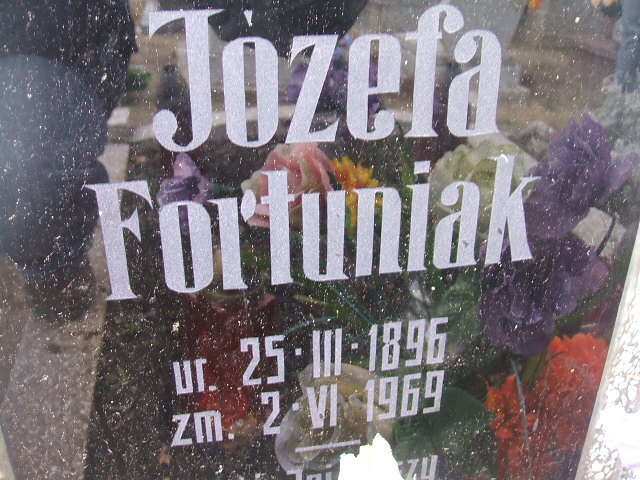 Józefa
Fortuniak
ur. 25·III·1896
zm. 2·VI·1969